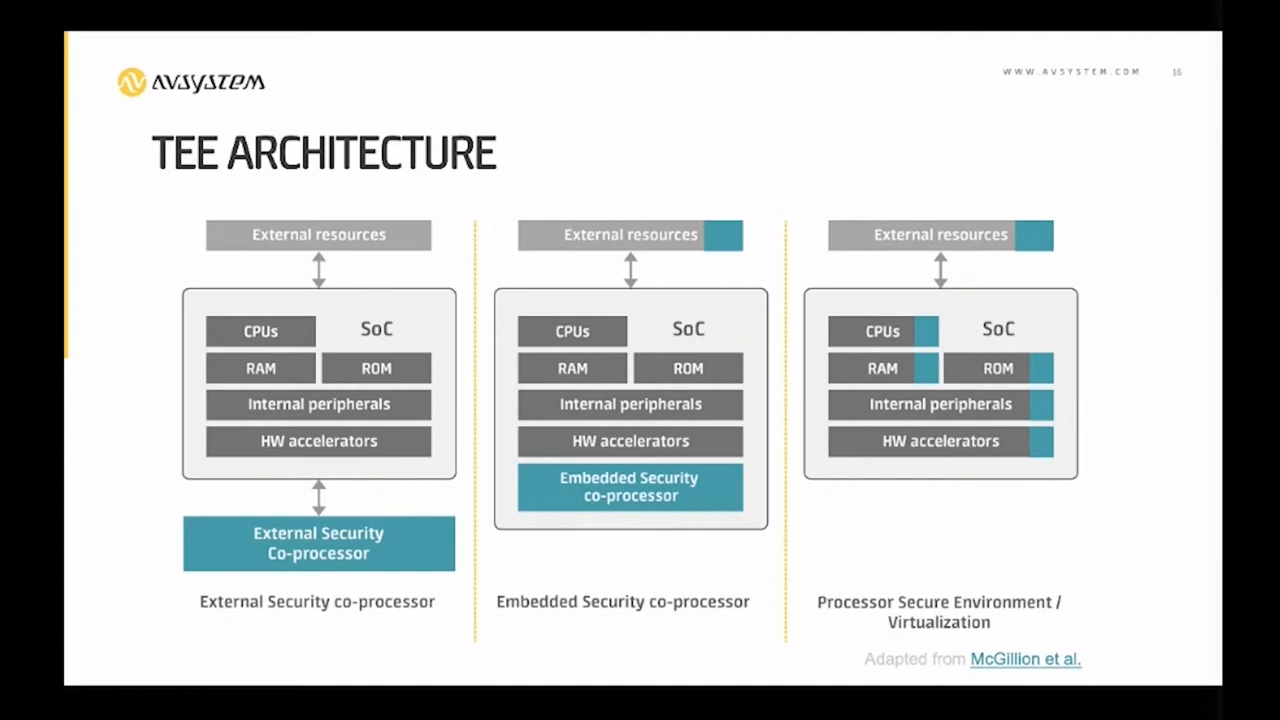 AVSYSTEM
WWW.AVSYSTEM.COM 16
TEE ARCHITECTURE
External resources
CPUs SoC
RAM ROM
Internal peripherals
HW accelerators
External Security
Co-processor
External Security co-processor
External resources
CPUs SoC
RAM ROM
Internal peripherals
HW accelerators
Embedded Security
co-processor
Embedded Security co-processor
External resources
CPUs SoC
RAM ROM
Internal peripherals
HW accelerators
Processor Secure Environment /
Virtualization
Adapted from McGillion et al.